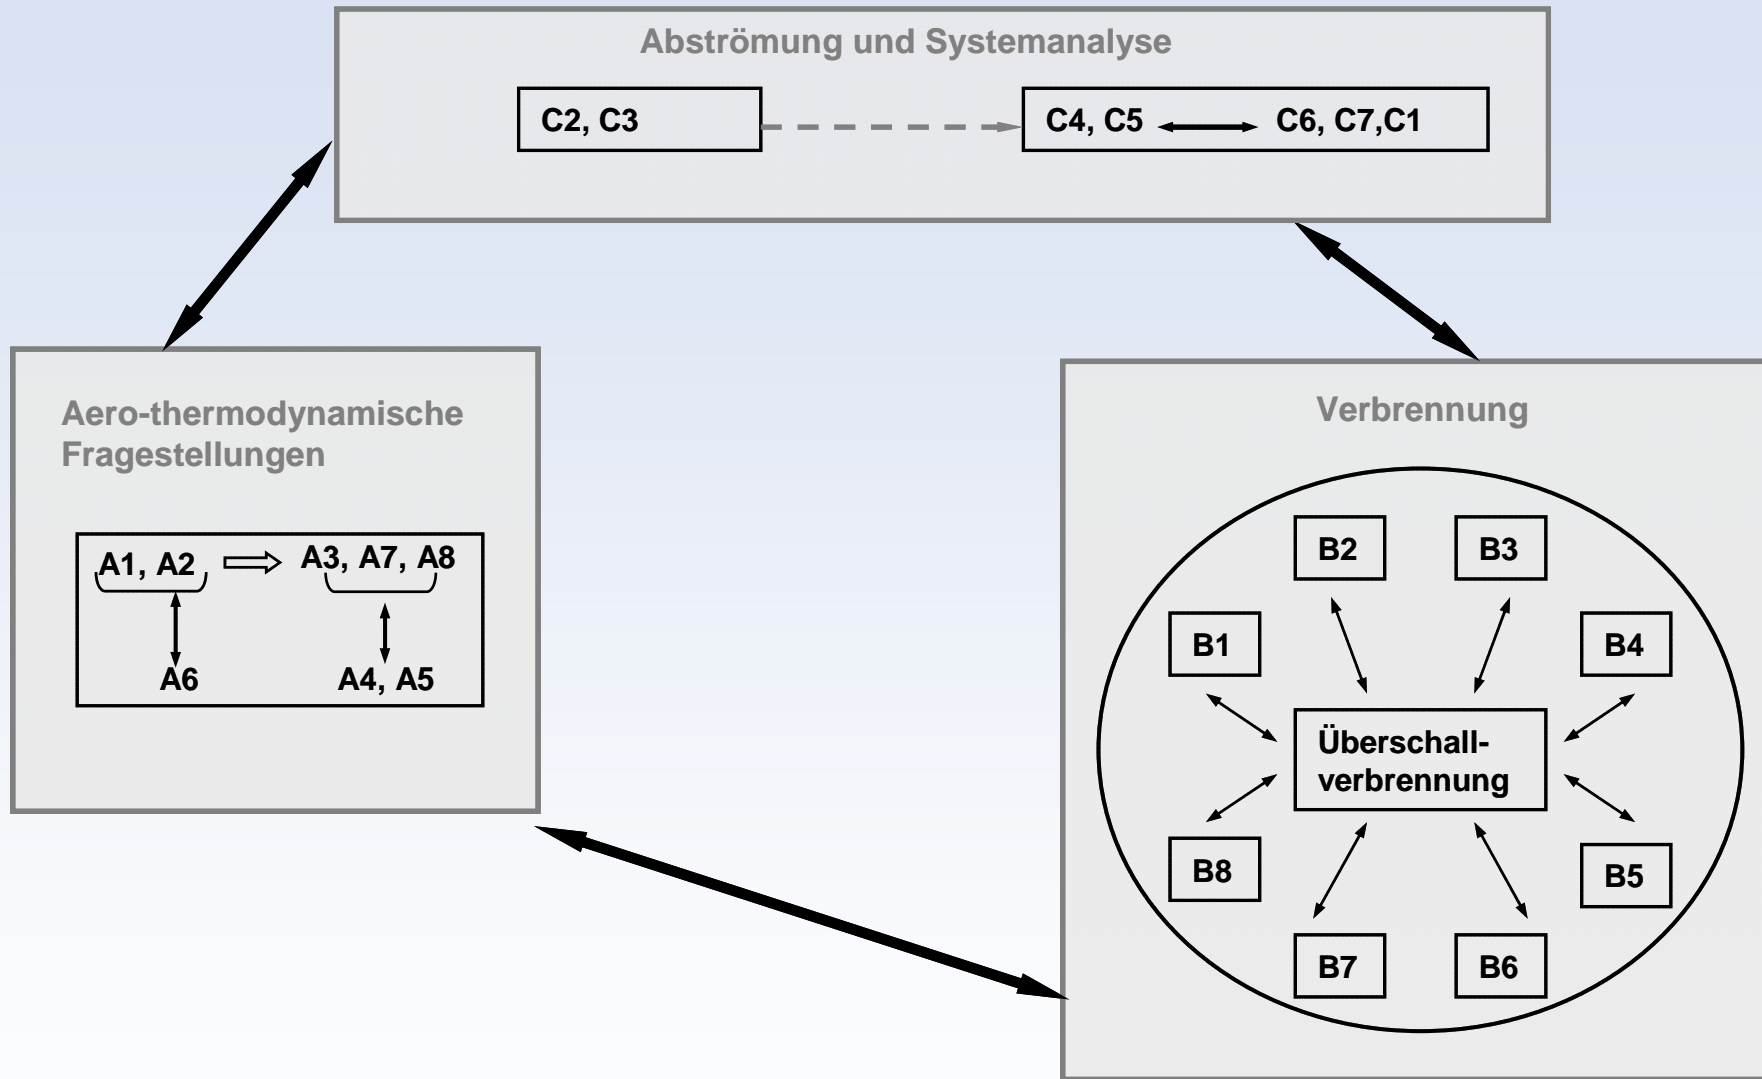 Abströmung und Systemanalyse
C2, C3
C4, C5
C6, C7,C1
Aero-thermodynamische
Fragestellungen
A1, A2
A3, A7, A8
A6
A4, A5
Verbrennung
B2
B3
B1
B4
Überschall-
verbrennung
B8
B5
B7
B6